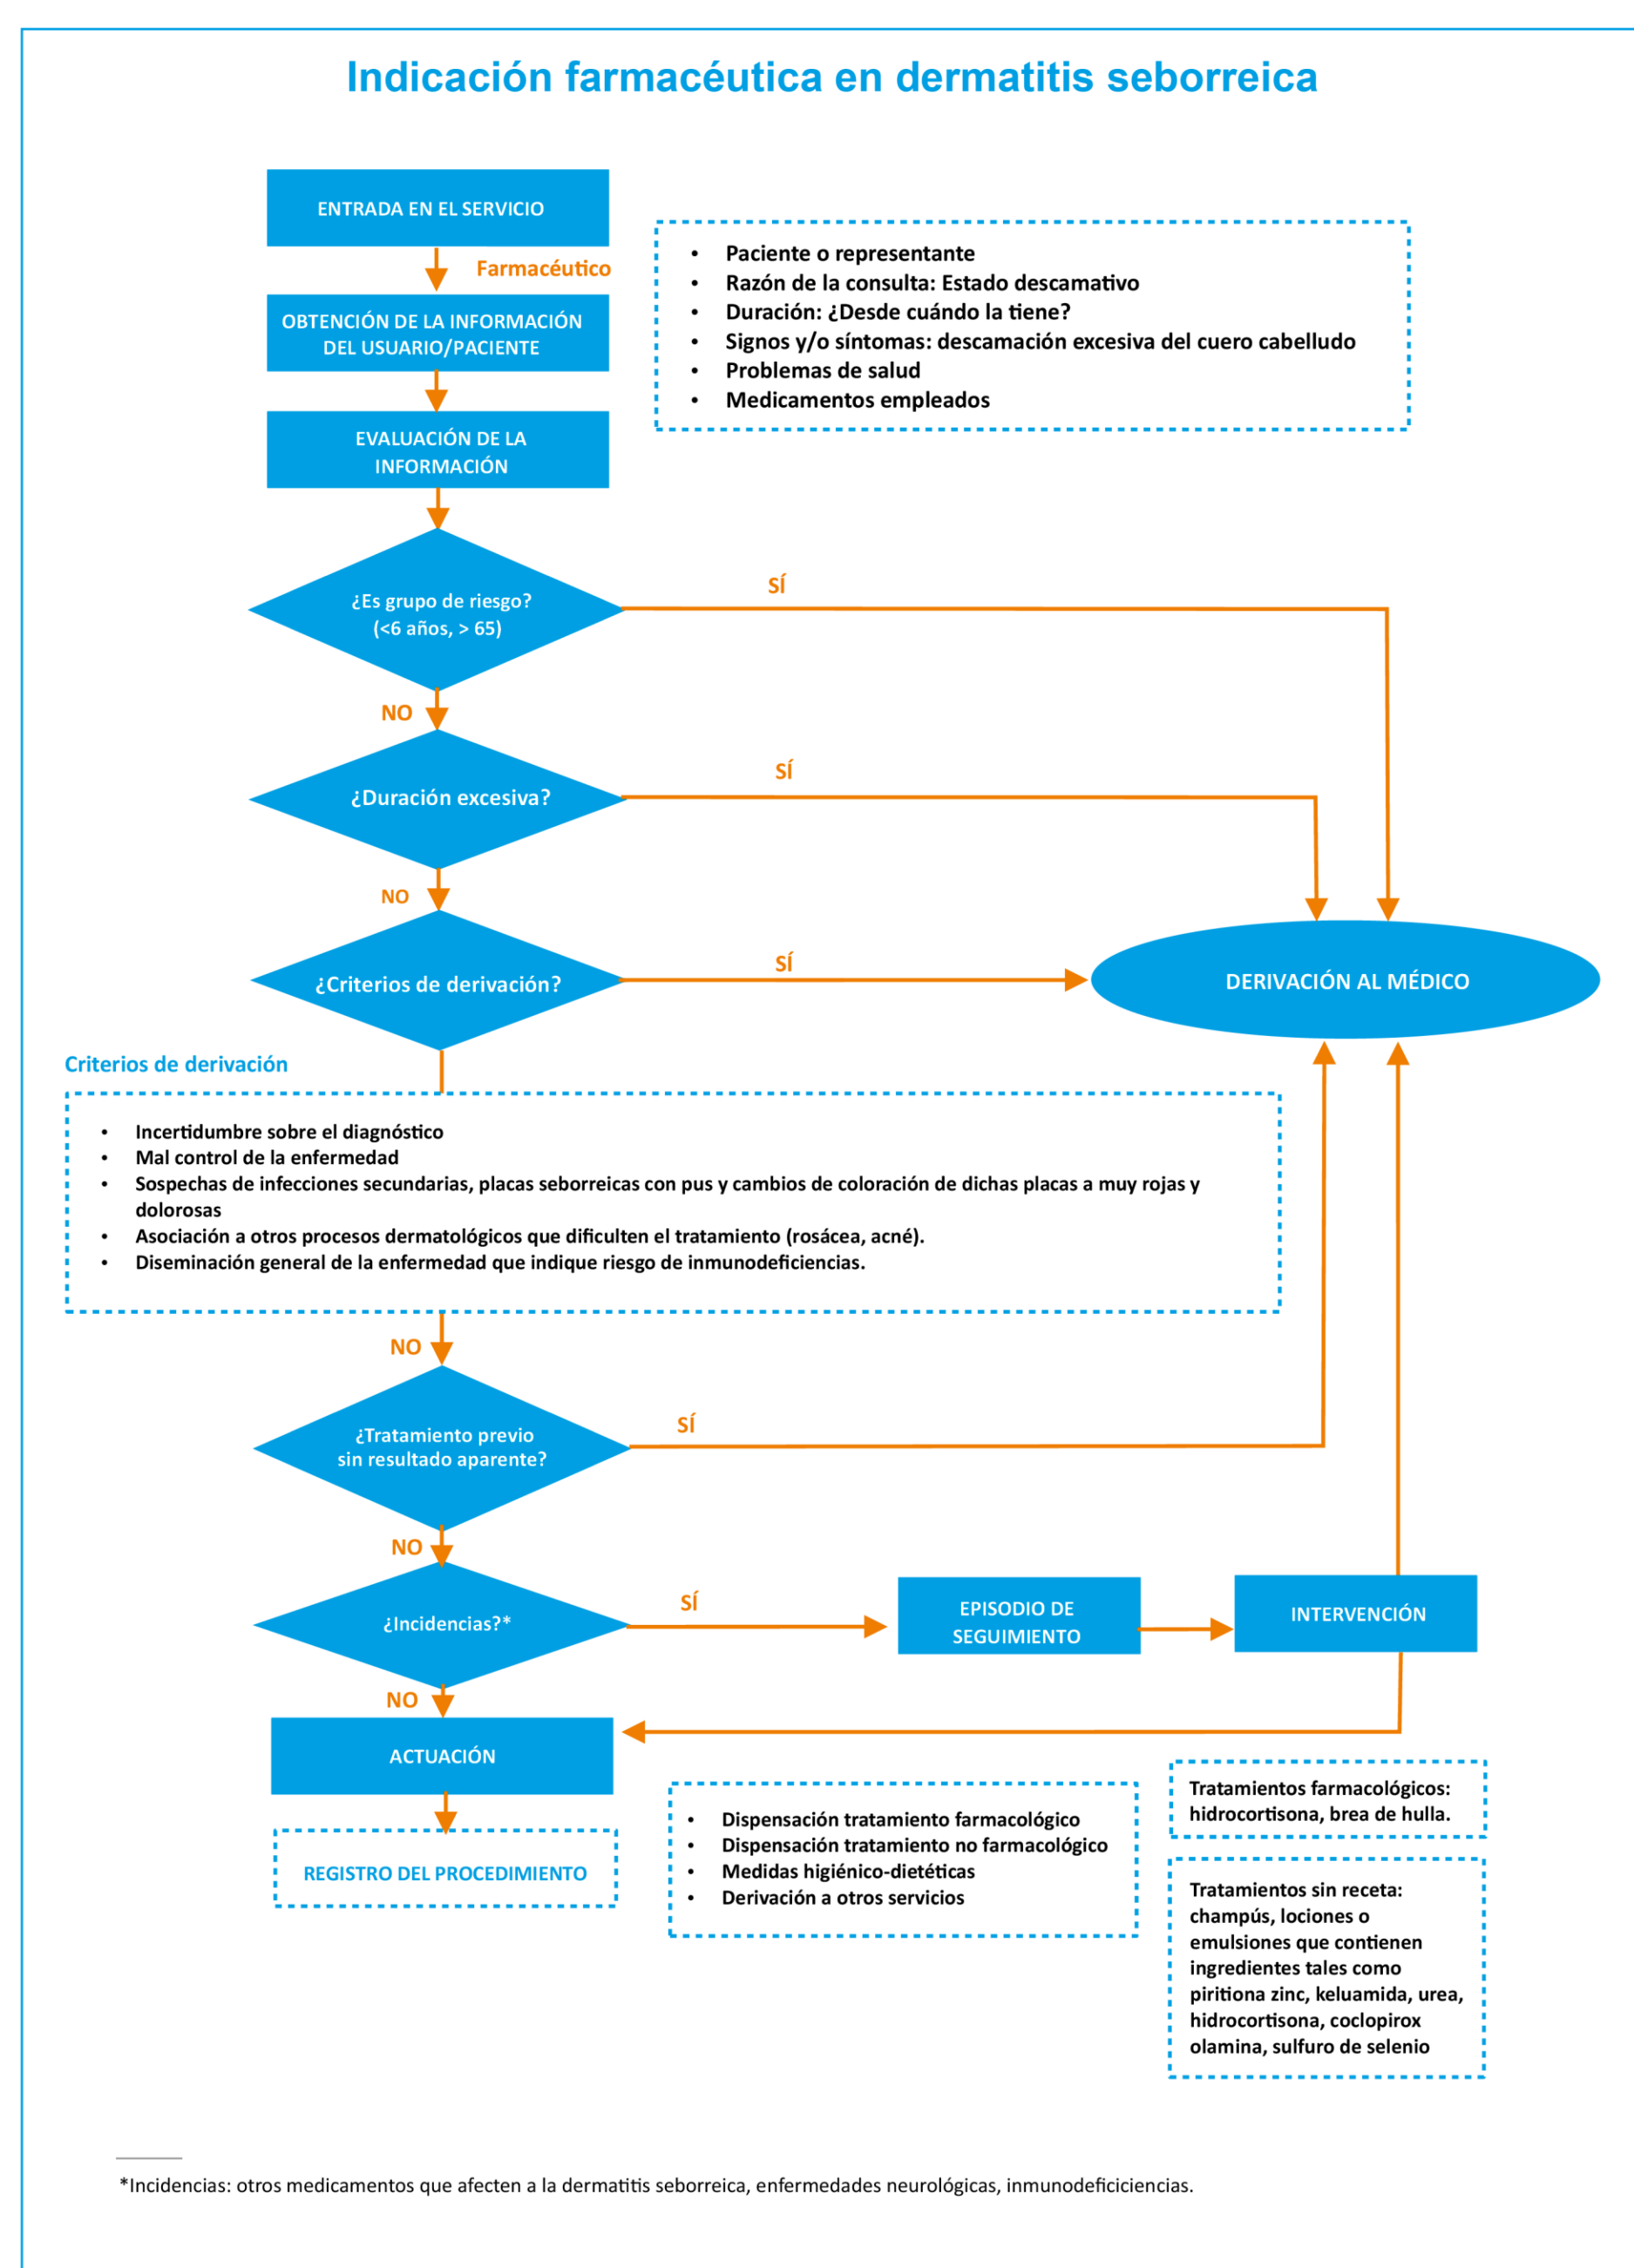 Indicación farmacéutica en dermatitis seborreica
ENTRADA EN EL SERVICIO
Farmacéutico
OBTENCIÓN DE LA INFORMACIÓN
DEL USUARIO/PACIENTE
• Paciente o representante
• Razón de la consulta: Estado descamativo
• Duración: ¿Desde cuándo la tiene?
• Signos y/o síntomas: descamación excesiva del cuero cabelludo
• Problemas de salud
• Medicamentos empleados
EVALUACIÓN DE LA
INFORMACIÓN
¿Es grupo de riesgo?
(<6 años, > 65)
SÍ
NO
¿Duración excesiva?
SÍ
NO
¿Criterios de derivación?
SÍ
DERIVACIÓN AL MÉDICO
Criterios de derivación
• Incertidumbre sobre el diagnóstico
• Mal control de la enfermedad
• Sospechas de infecciones secundarias, placas seborreicas con pus y cambios de coloración de dichas placas a muy rojas y
dolorosas
• Asociación a otros procesos dermatológicos que dificulten el tratamiento (rosácea, acné).
• Diseminación general de la enfermedad que indique riesgo de inmunodeficiencias.
NO
¿Tratamiento previo
sin resultado aparente?
SÍ
NO
¿Incidencias?*
SÍ
EPISODIO DE
SEGUIMIENTO
INTERVENCIÓN
NO
ACTUACIÓN
REGISTRO DEL PROCEDIMIENTO
• Dispensación tratamiento farmacológico
• Dispensación tratamiento no farmacológico
• Medidas higiénico-dietéticas
• Derivación a otros servicios
Tratamientos farmacológicos:
hidrocortisona, brea de hulla.
Tratamientos sin receta:
champús, lociones o
emulsiones que contienen
ingredientes tales como
piritiona zinc, keluamida, urea,
hidrocortisona, coclopirox
olamina, sulfuro de selenio
*Incidencias: otros medicamentos que afecten a la dermatitis seborreica, enfermedades neurológicas, inmunodeficiciencias.